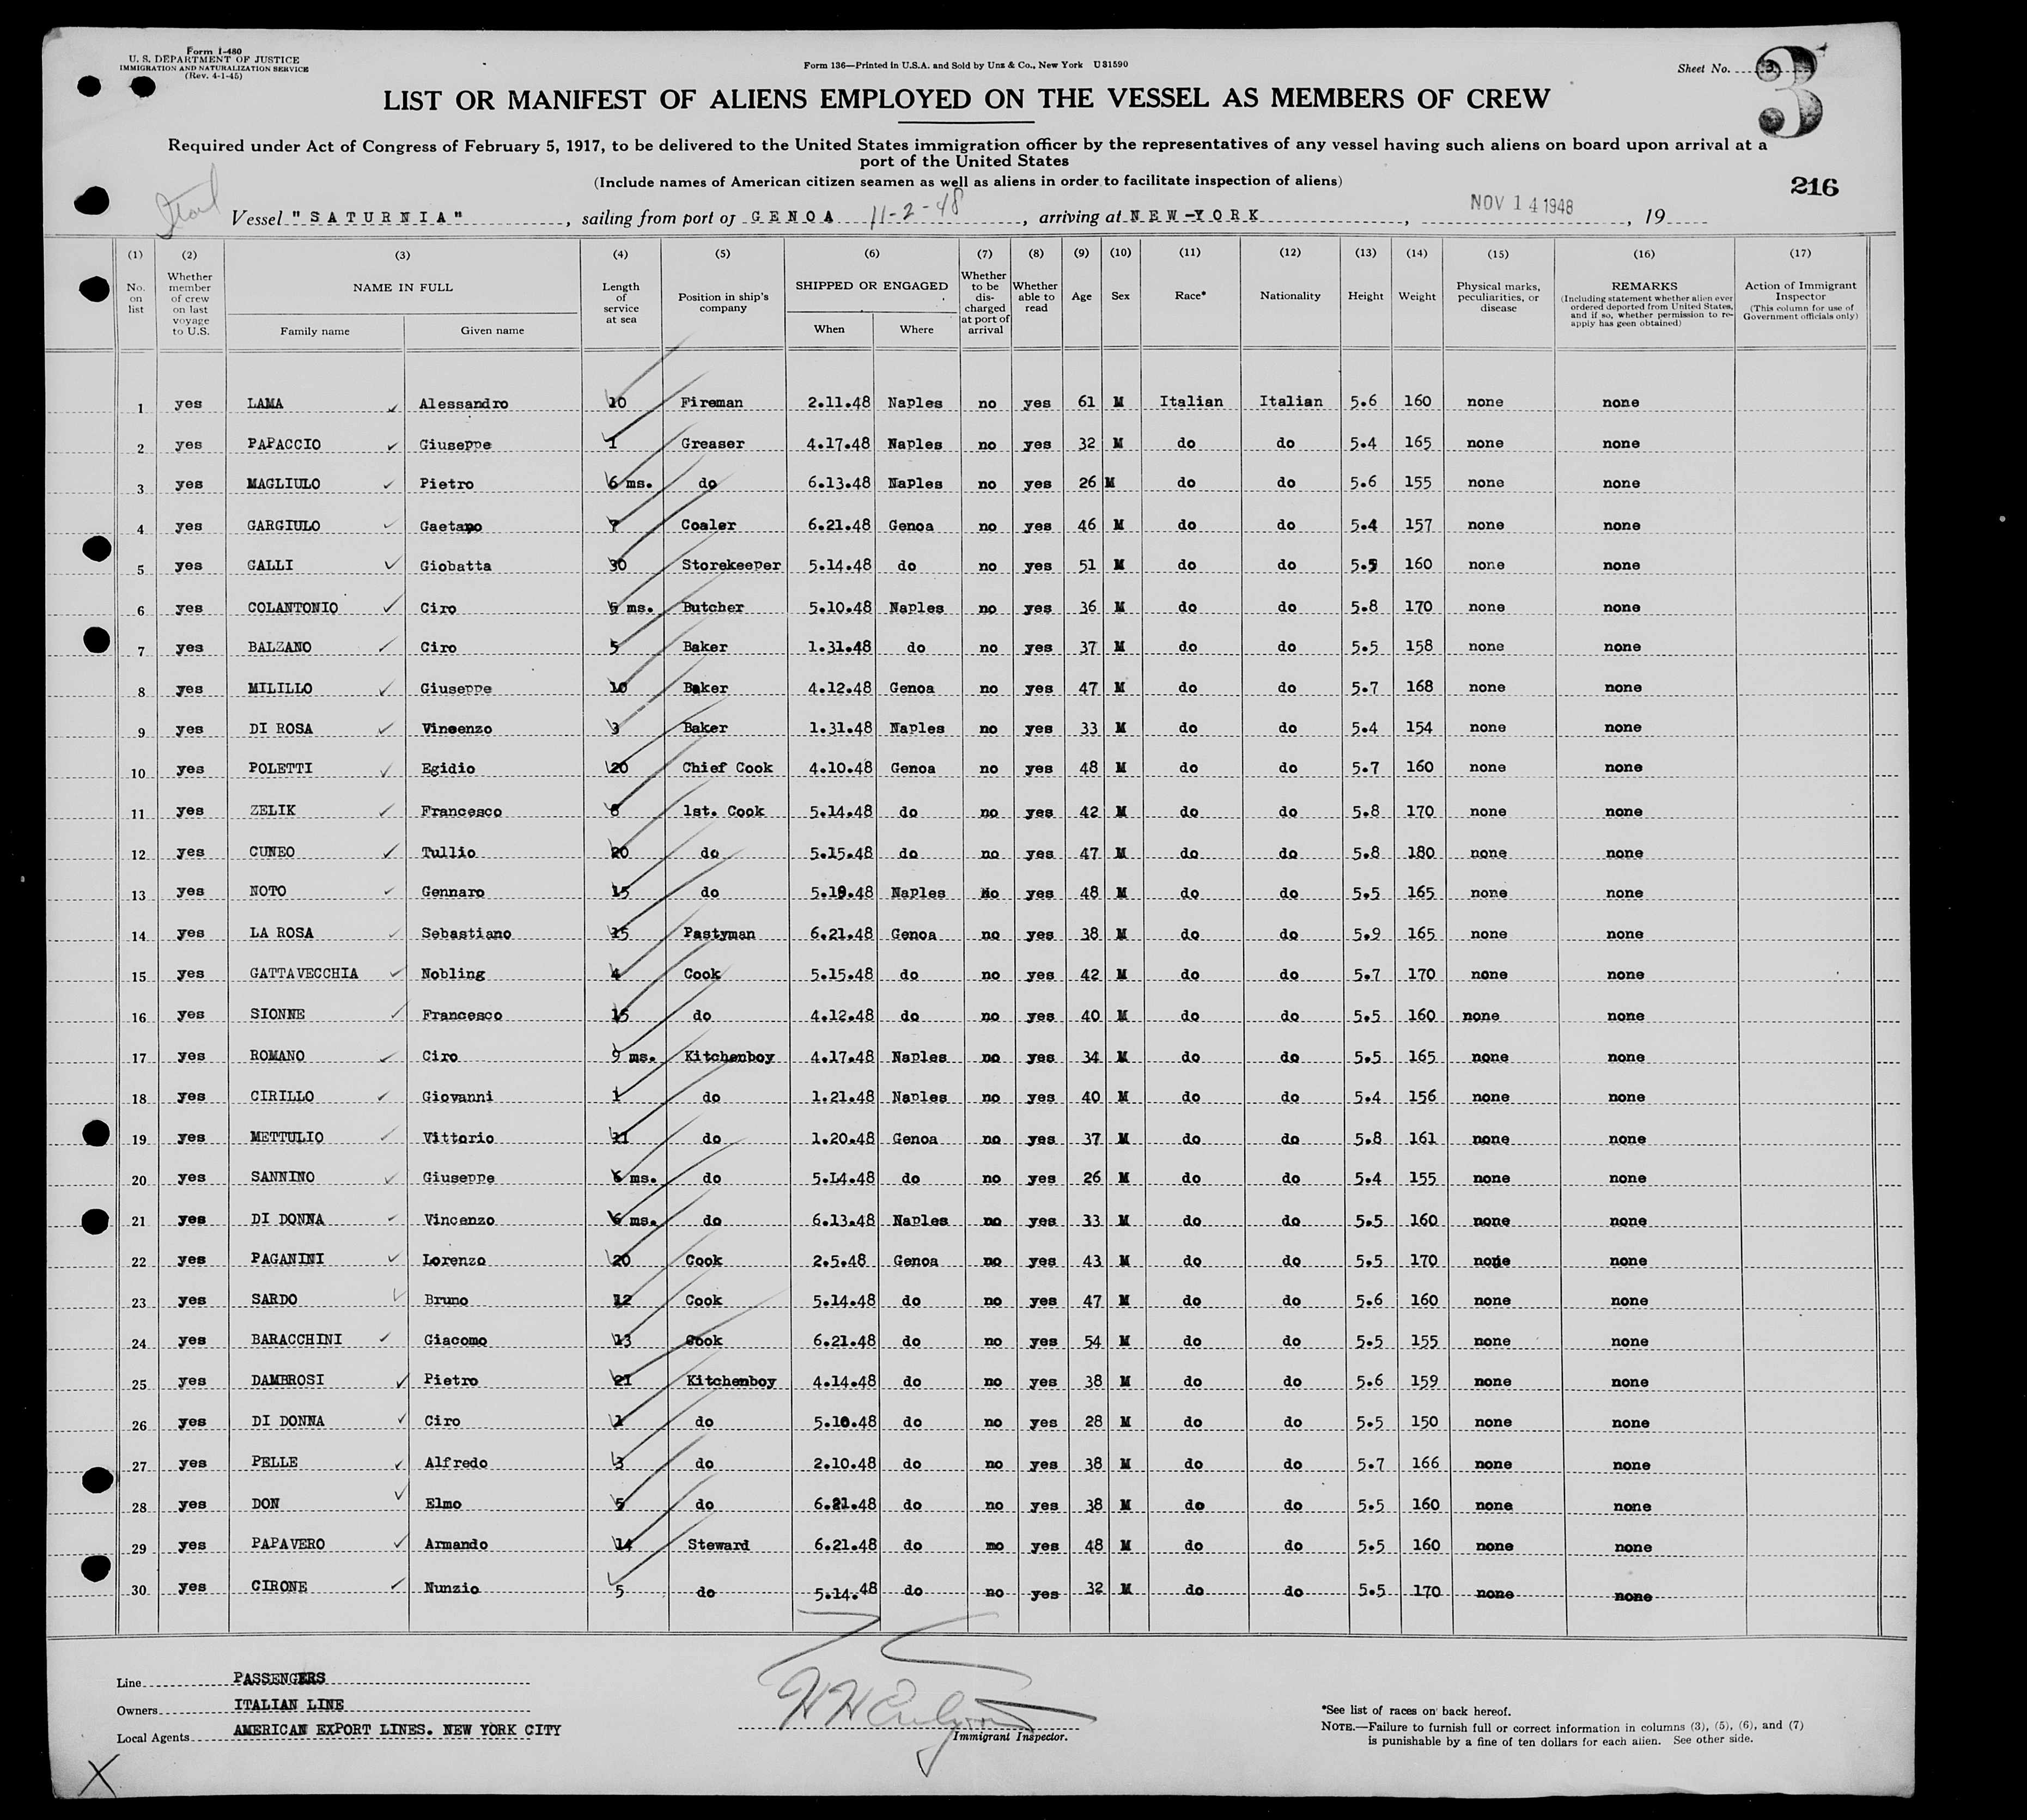 Form I-480
U. S. DEPARTMENT OF JUSTICE
IMMIGRATION AND NATURALIZATION SERVICE
(Rev. 4-1-45)
Form 136—Printed in U.S.A. and Sold by Unz & Co., New York U31590
Sheet No. 3
3
LIST OR MANIFEST OF ALIENS EMPLOYED ON THE VESSEL AS MEMBERS OF CREW
Required under Act of Congress of February 5, 1917, to be delivered to the United States immigration officer by the representatives of any vessel having such aliens on board upon arrival at a
port of the United States
(Include names of American citizen seamen as well as aliens in order to facilitate inspection of aliens)
216
Vessel "SATURNIA", sailing from port of GENOA 11-2-48, arriving at NEW-YORK, NOV 14 1948, 19
(1) (2) (3) (4) (5) (6) (7) (8) (9) (10) (11) (12) (13) (14) (15) (16) (17)
No. on list Whether member of crew on last voyage to U.S. NAME IN FULL Family name Given name Length of service at sea Position in ship's company SHIPPED OR ENGAGED When Where Whether to be discharged at port of arrival Whether able to read Age Sex Race* Nationality Height Weight Physical marks, peculiarities, or disease REMARKS (Including statement whether alien ever ordered deported from United States, and if so, whether permission to re-apply has geen obtained) Action of Immigrant Inspector (This column for use of Government officials only)
1 yes LAMA Alessandro 10 Fireman 2.11.48 Naples no yes 61 M Italian Italian 5.6 160 none none
2 yes PAPACCIO Giuseppe 1 Greaser 4.17.48 Naples no yes 32 M do do 5.4 165 none none
3 yes MAGLIULO Pietro 6 ms. do 6.13.48 Naples no yes 26 M do do 5.6 155 none none
4 yes GARGIULO Gaetano 7 Coaler 6.21.48 Genoa no yes 46 M do do 5.4 157 none none
5 yes GALLI Giobatta 30 Storekeeper 5.14.48 do no yes 51 M do do 5.5 160 none none
6 yes COLANTONIO Ciro 5 ms. Butcher 5.10.48 Naples no yes 36 M do do 5.8 170 none none
7 yes BALZANO Ciro 5 Baker 1.31.48 do no yes 37 M do do 5.5 158 none none
8 yes MILILLO Giuseppe 10 Baker 4.12.48 Genoa no yes 47 M do do 5.7 168 none none
9 yes DI ROSA Vincenzo 3 Baker 1.31.48 Naples no yes 33 M do do 5.4 154 none none
10 yes POLETTI Egidio 20 Chief Cook 4.10.48 Genoa no yes 48 M do do 5.7 160 none none
11 yes ZELIK Francesco 8 1st. Cook 5.14.48 do no yes 42 M do do 5.8 170 none none
12 yes CUNEO Tullio 20 do 5.15.48 do no yes 47 M do do 5.8 180 none none
13 yes NOTO Gennaro 15 do 5.19.48 Naples no yes 48 M do do 5.5 165 none none
14 yes LA ROSA Sebastiano 15 Pastyman 6.21.48 Genoa no yes 38 M do do 5.9 165 none none
15 yes GATTAVECCHIA Nobling 4 Cook 5.15.48 do no yes 42 M do do 5.7 170 none none
16 yes SIONNE Francesco 15 do 4.12.48 do no yes 40 M do do 5.5 160 none none
17 yes ROMANO Ciro 9 ms. Kitchenboy 4.17.48 Naples no yes 34 M do do 5.5 165 none none
18 yes CIRILLO Giovanni 1 do 1.21.48 Naples no yes 40 M do do 5.4 156 none none
19 yes METTULIO Vittorio 11 do 1.20.48 Genoa no yes 37 M do do 5.8 161 none none
20 yes SANNINO Giuseppe 6 ms. do 5.14.48 do no yes 26 M do do 5.4 155 none none
21 yes DI DONNA Vincenzo 6 ms. do 6.13.48 Naples no yes 33 M do do 5.5 160 none none
22 yes PAGANINI Lorenzo 20 Cook 2.5.48 Genoa no yes 43 M do do 5.5 170 none none
23 yes SARDO Bruno 12 Cook 5.14.48 do no yes 47 M do do 5.6 160 none none
24 yes BARACCHINI Giacomo 13 Cook 6.21.48 do no yes 54 M do do 5.5 155 none none
25 yes DAMBROSI Pietro 21 Kitchenboy 4.14.48 do no yes 38 M do do 5.6 159 none none
26 yes DI DONNA Ciro 1 do 5.10.48 do no yes 28 M do do 5.5 150 none none
27 yes PELLE Alfredo 3 do 2.10.48 do no yes 38 M do do 5.7 166 none none
28 yes DON Elmo 5 do 6.21.48 do no yes 38 M do do 5.5 160 none none
29 yes PAPAVERO Armando 14 Steward 6.21.48 do mo yes 48 M do do 5.5 160 none none
30 yes CIRONE Nunzio 5 do 5.14.48 do no yes 32 M do do 5.5 170 none none
Line PASSENGERS
Owners ITALIAN LINE
Local Agents AMERICAN EXPORT LINES. NEW YORK CITY
Immigrant Inspector.
*See list of races on back hereof.
NOTE.—Failure to furnish full or correct information in columns (3), (5), (6), and (7)
is punishable by a fine of ten dollars for each alien. See other side.
X